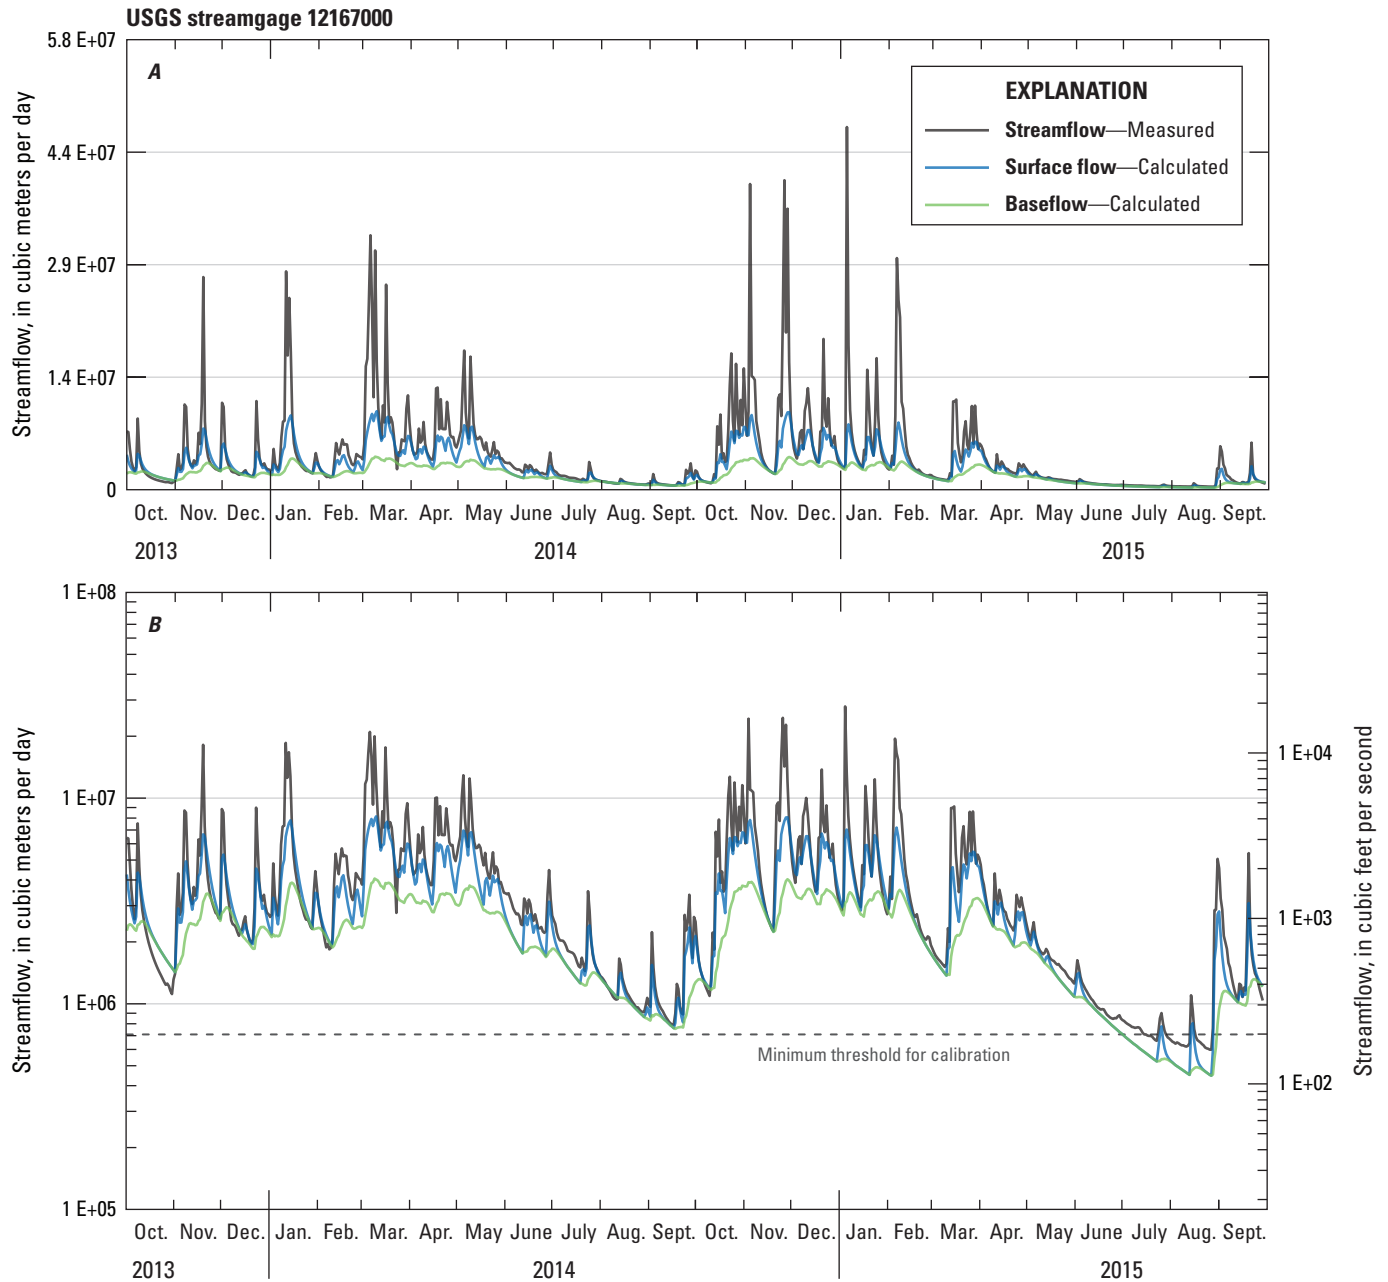 USGS streamgage 12167000
5.8 E+07
4.4 E+07
2.9 E+07
1.4 E+07
0
Streamflow, in cubic meters per day
A
EXPLANATION
Streamflow—Measured
Surface flow—Calculated
Baseflow—Calculated
Oct. Nov. Dec. Jan. Feb. Mar. Apr. May June July Aug. Sept. Oct. Nov. Dec. Jan. Feb. Mar. Apr. May June July Aug. Sept.
2013 2014 2015
1 E+08
1 E+07
1 E+06
1 E+05
Streamflow, in cubic meters per day
B
Minimum threshold for calibration
1 E+04
1 E+03
1 E+02
Streamflow, in cubic feet per second
Oct. Nov. Dec. Jan. Feb. Mar. Apr. May June July Aug. Sept. Oct. Nov. Dec. Jan. Feb. Mar. Apr. May June July Aug. Sept.
2013 2014 2015